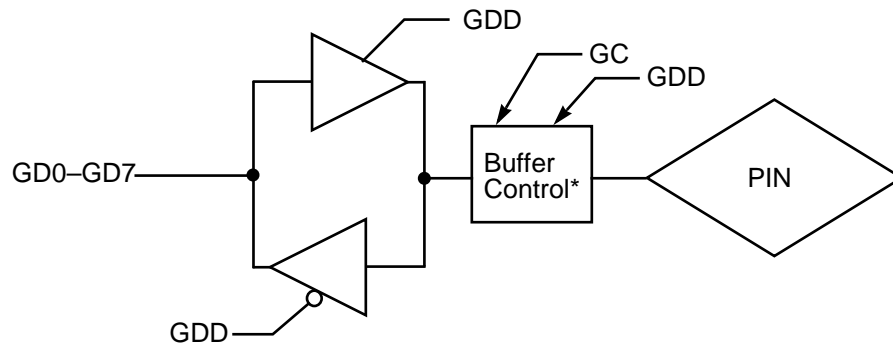 GDD
GC
GDD
GD0–GD7
Buffer
Control*
PIN
GDD